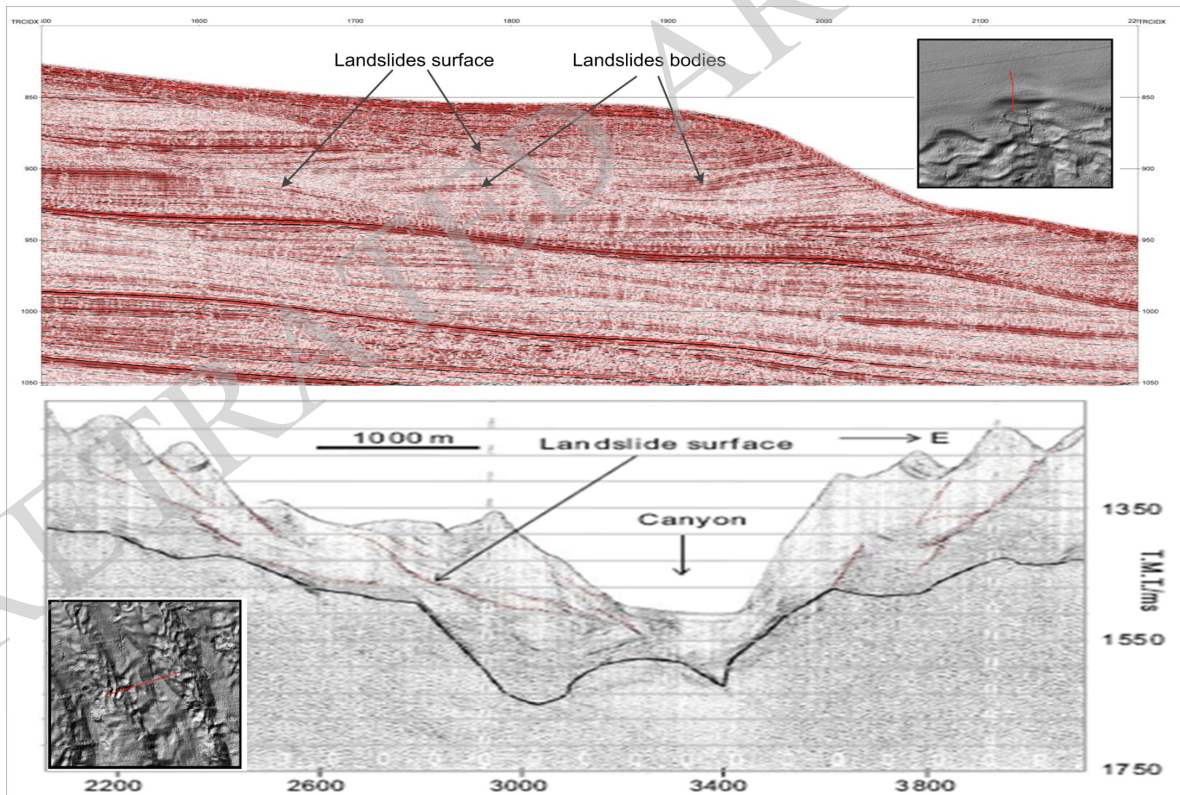 TRCIDX 1600 1700 1800 1900 2000 2100 TRCIDX
Landslides surface Landslides bodies
850 850
900 900
950 950
1000 1000
1050 1050
1000 m Landslide surface E
Canyon
1350
T.M.T./ms
1550
1750
2200 2600 3000 3400 3800